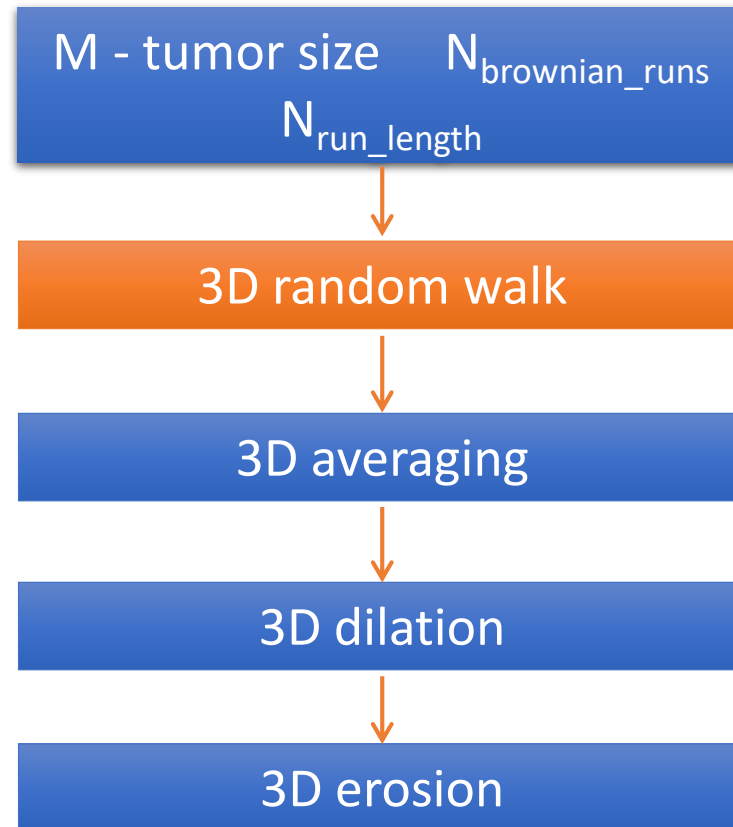 M - tumor size N_brownian_runs
N_run_length
3D random walk
3D averaging
3D dilation
3D erosion